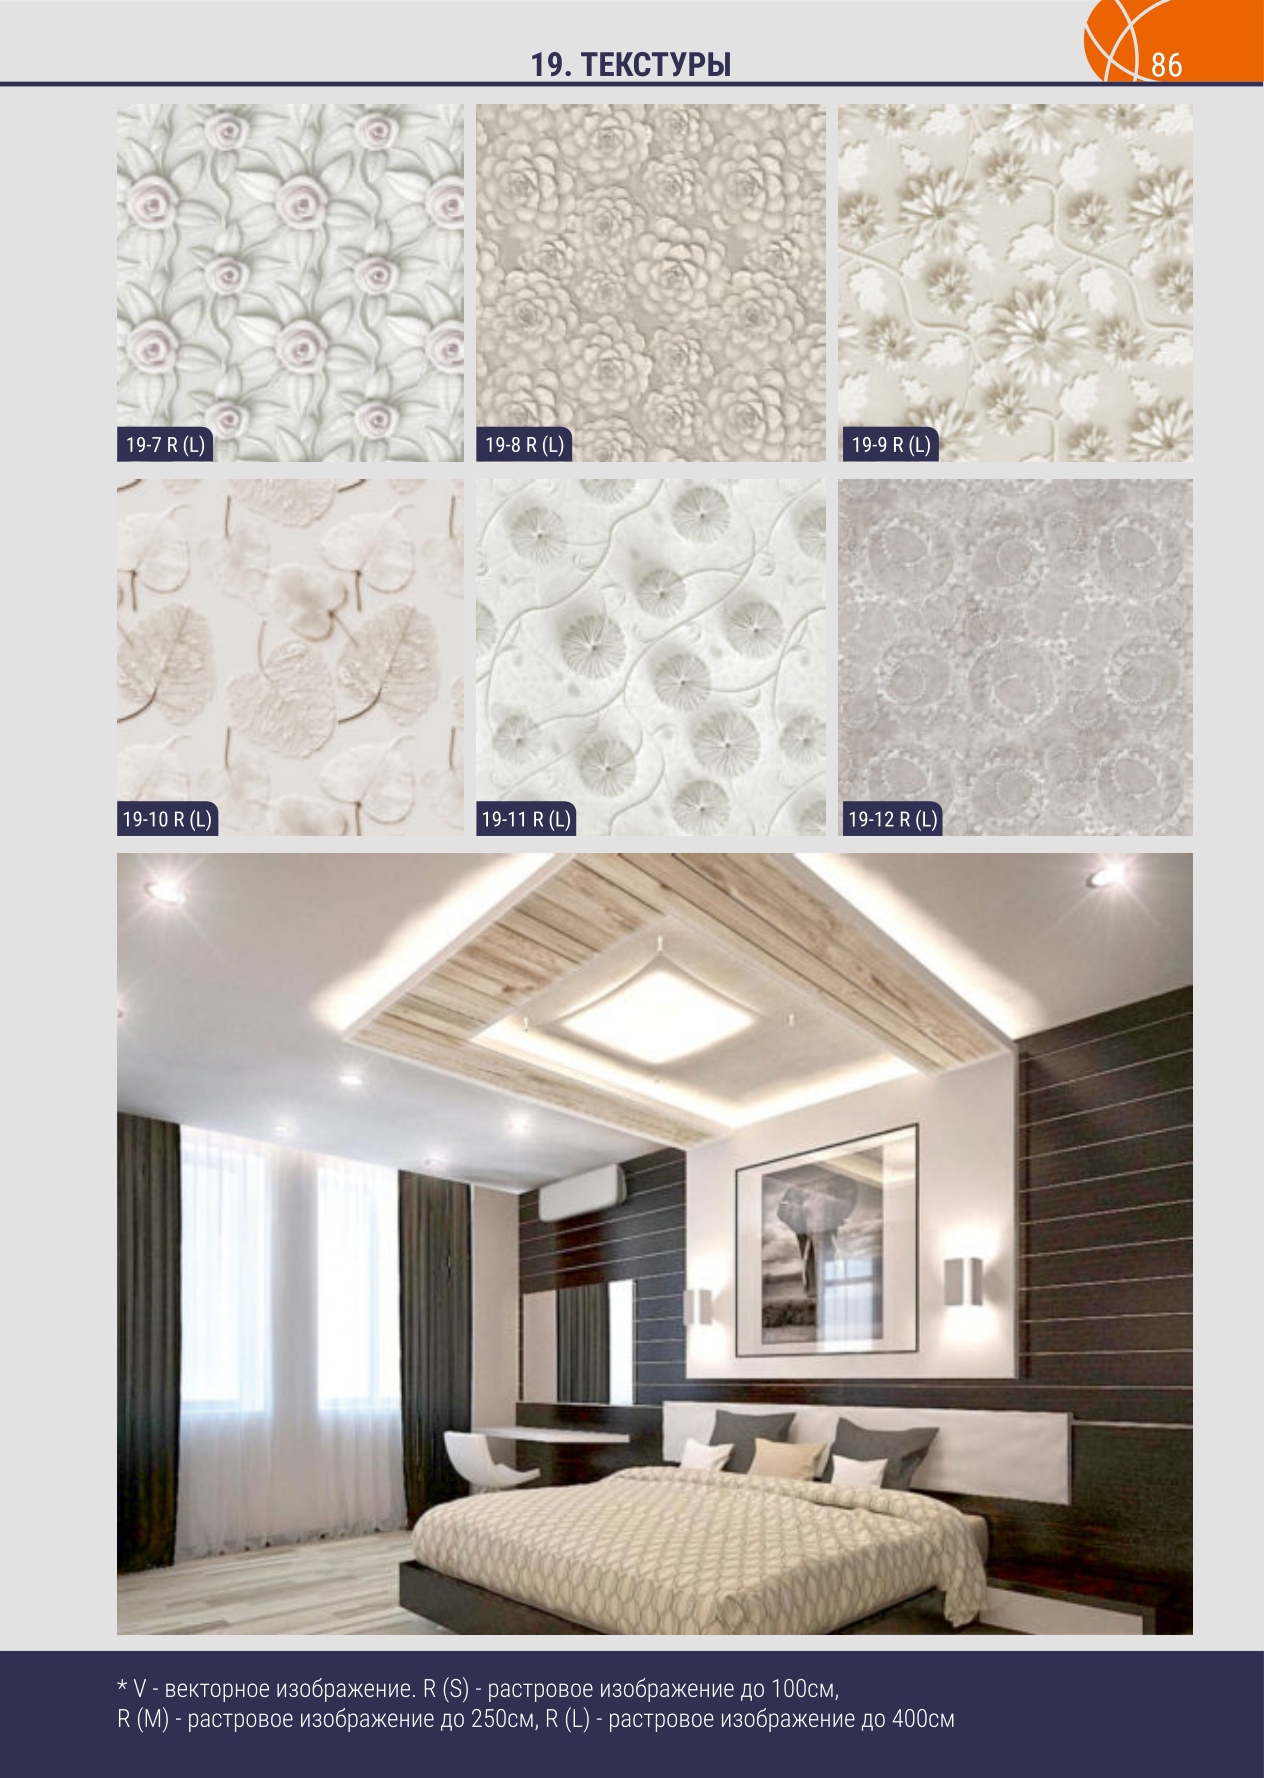 19. ТЕКСТУРЫ
86
19-7 R (L)
19-8 R (L)
19-9 R (L)
19-10 R (L)
19-11 R (L)
19-12 R (L)
* V - векторное изображение. R (S) - растровое изображение до 100см,
R (M) - растровое изображение до 250см, R (L) - растровое изображение до 400см